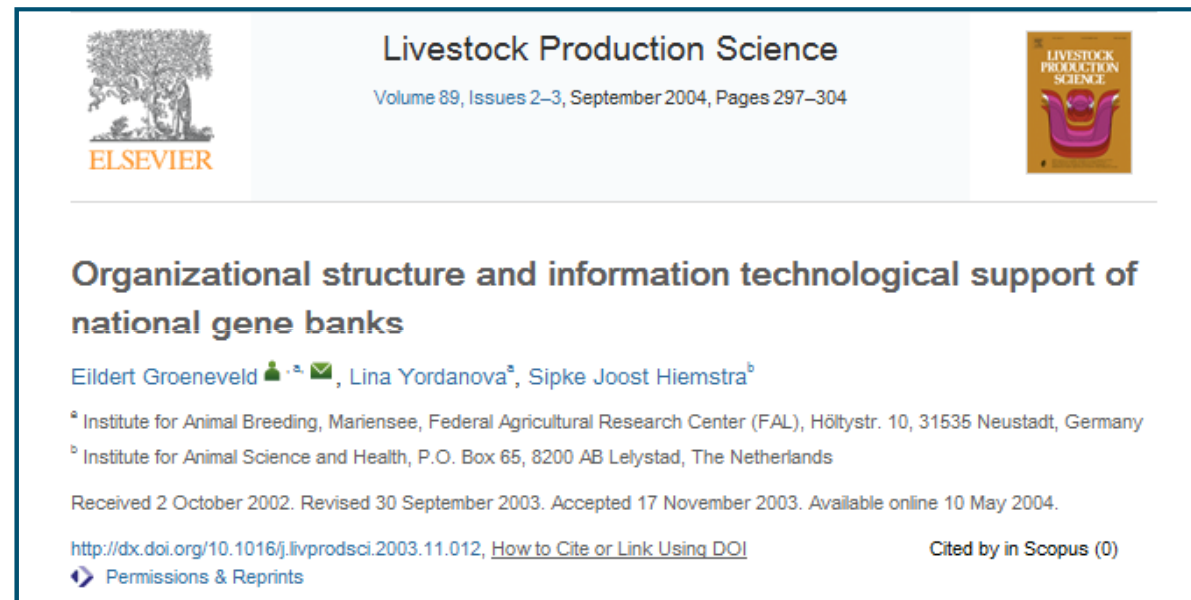 Livestock Production Science
Volume 89, Issues 2–3, September 2004, Pages 297–304
ELSEVIER
LIVESTOCK
PRODUCTION
SCIENCE
Organizational structure and information technological support of
national gene banks
Eildert Groeneveld , a, , Lina Yordanovaa, Sipke Joost Hiemstrab
a Institute for Animal Breeding, Mariensee, Federal Agricultural Research Center (FAL), Höltystr. 10, 31535 Neustadt, Germany
b Institute for Animal Science and Health, P.O. Box 65, 8200 AB Lelystad, The Netherlands
Received 2 October 2002. Revised 30 September 2003. Accepted 17 November 2003. Available online 10 May 2004.
http://dx.doi.org/10.1016/j.livprodsci.2003.11.012, How to Cite or Link Using DOI
Cited by in Scopus (0)
Permissions & Reprints